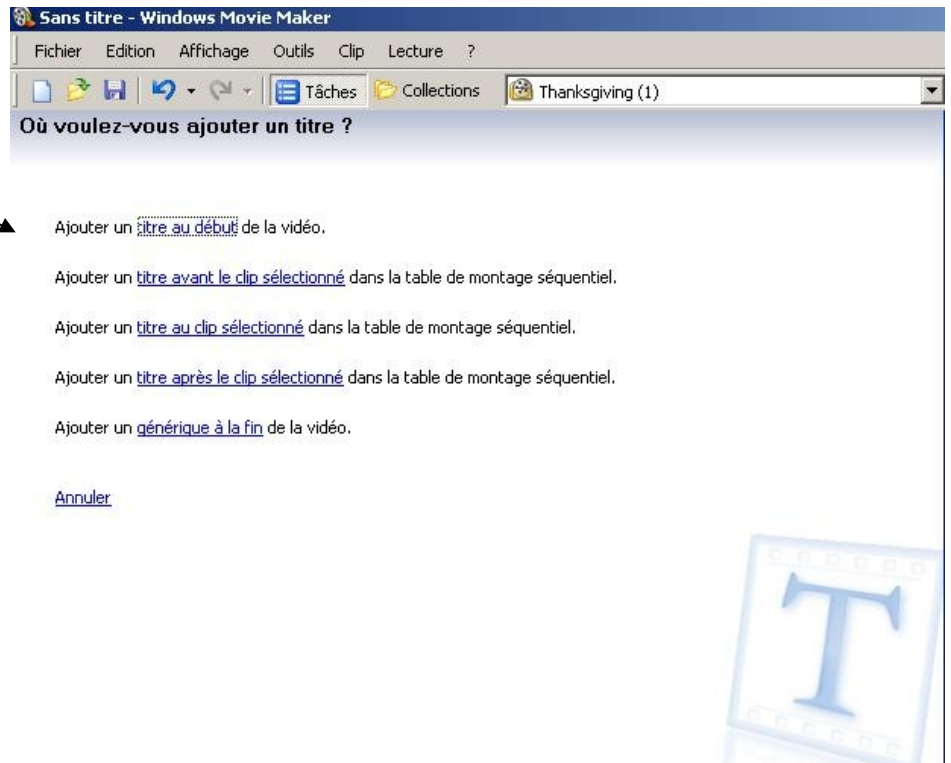 Sans titre - Windows Movie Maker
Fichier Edition Affichage Outils Clip Lecture ?
Tâches Collections Thanksgiving (1)
Où voulez-vous ajouter un titre ?
Ajouter un titre au début de la vidéo.
Ajouter un titre avant le clip sélectionné dans la table de montage séquentiel.
Ajouter un titre au clip sélectionné dans la table de montage séquentiel.
Ajouter un titre après le clip sélectionné dans la table de montage séquentiel.
Ajouter un générique à la fin de la vidéo.
Annuler
T